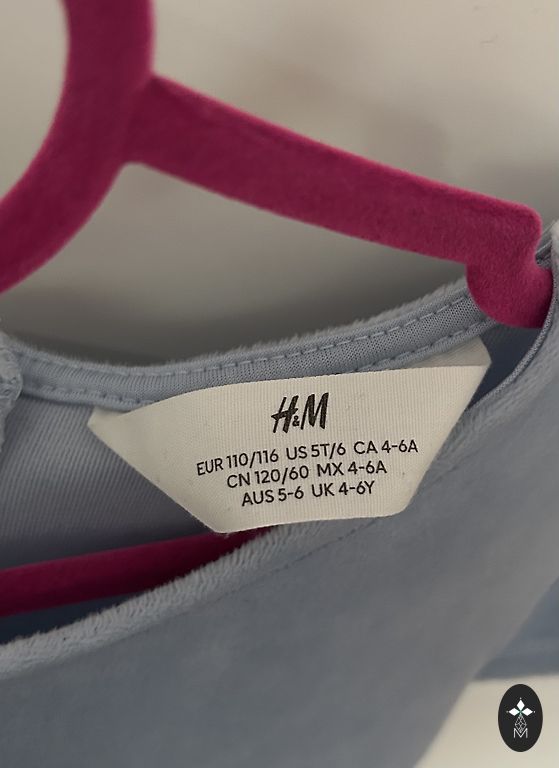 H&M
EUR 110/116 US 5T/6 CA 4-6A
CN 120/60 MX 4-6A
AUS 5-6 UK 4-6Y
M